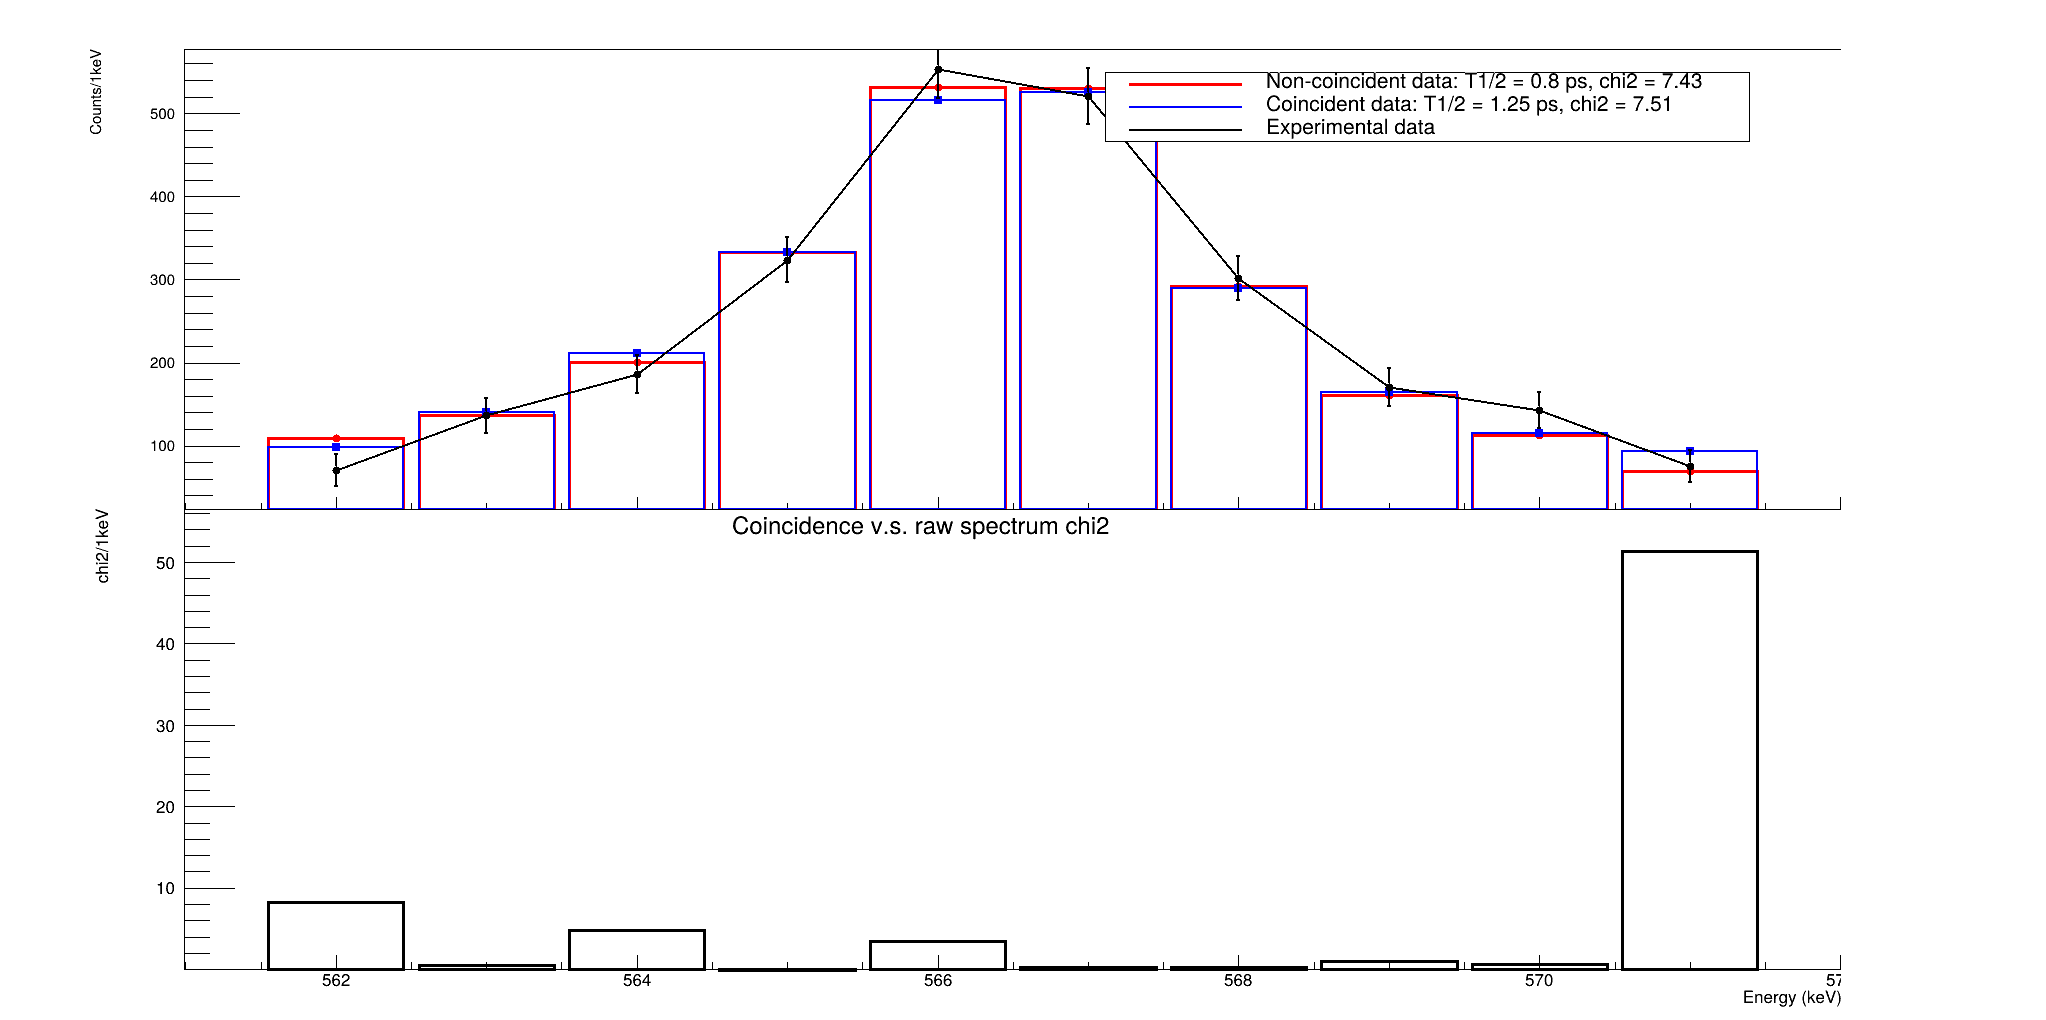 Counts/1keV
500
400
300
200
100
Non-coincident data: T1/2 = 0.8 ps, chi2 = 7.43
Coincident data: T1/2 = 1.25 ps, chi2 = 7.51
Experimental data
Coincidence v.s. raw spectrum chi2
chi2/1keV
50
40
30
20
10
562 564 566 568 570 57
Energy (keV)